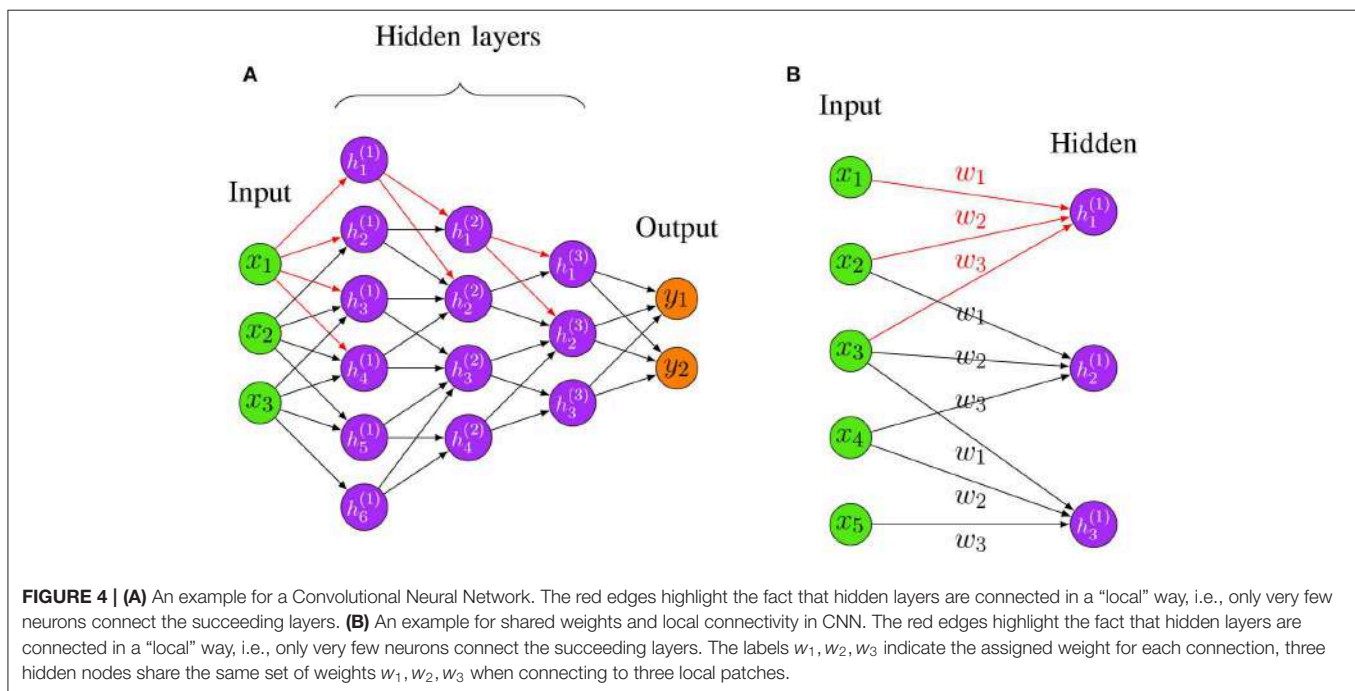 Hidden layers
A
Input
x₁
x₂
x₃
h₁⁽¹⁾
h₂⁽¹⁾
h₃⁽¹⁾
h₄⁽¹⁾
h₅⁽¹⁾
h₆⁽¹⁾
h₁⁽²⁾
h₂⁽²⁾
h₃⁽²⁾
h₄⁽²⁾
h₁⁽³⁾
h₂⁽³⁾
h₃⁽³⁾
Output
y₁
y₂
B
Input
Hidden
x₁
x₂
x₃
x₄
x₅
w₁
w₂
w₃
w₁
w₂
w₃
w₁
w₂
w₃
h₁⁽¹⁾
h₂⁽¹⁾
h₃⁽¹⁾
FIGURE 4 | (A) An example for a Convolutional Neural Network. The red edges highlight the fact that hidden layers are connected in a “local” way, i.e., only very few
neurons connect the succeeding layers. (B) An example for shared weights and local connectivity in CNN. The red edges highlight the fact that hidden layers are
connected in a “local” way, i.e., only very few neurons connect the succeeding layers. The labels w₁, w₂, w₃ indicate the assigned weight for each connection, three
hidden nodes share the same set of weights w₁, w₂, w₃ when connecting to three local patches.